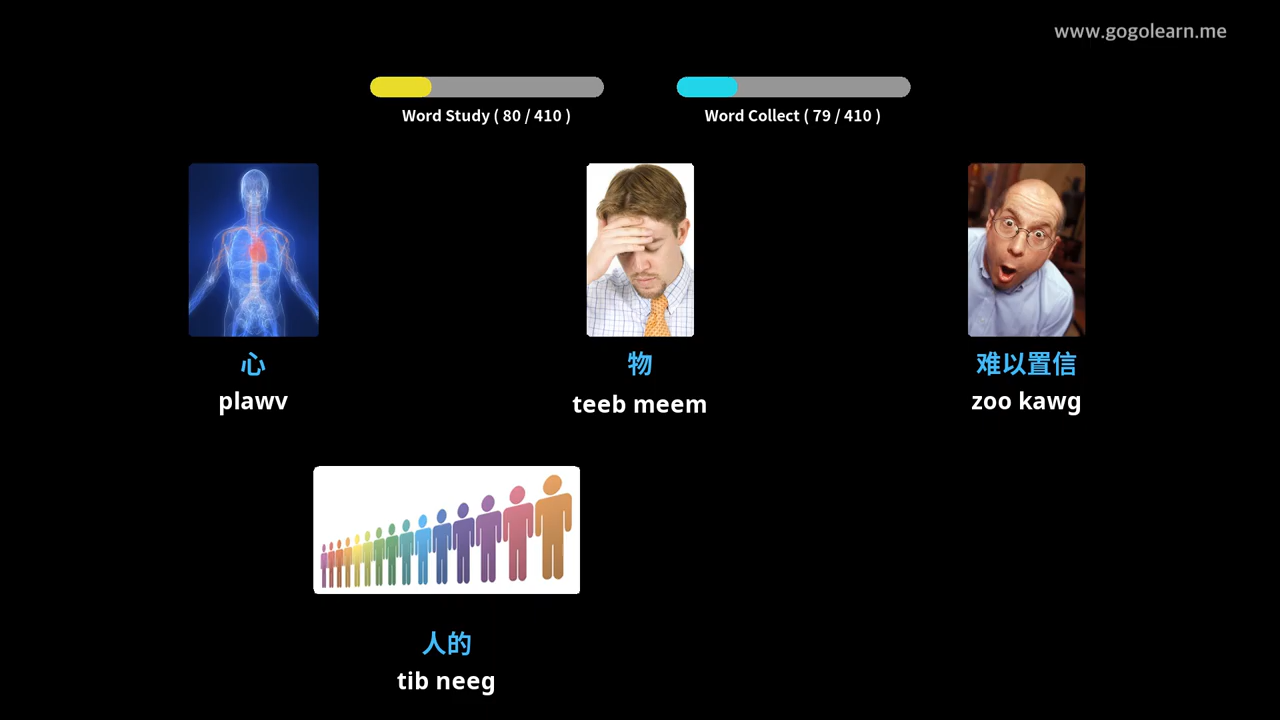 www.gogolearn.me
Word Study ( 80 / 410 )
Word Collect ( 79 / 410 )
心
plawv
物
teeb meem
难以置信
zoo kawg
人的
tib neeg